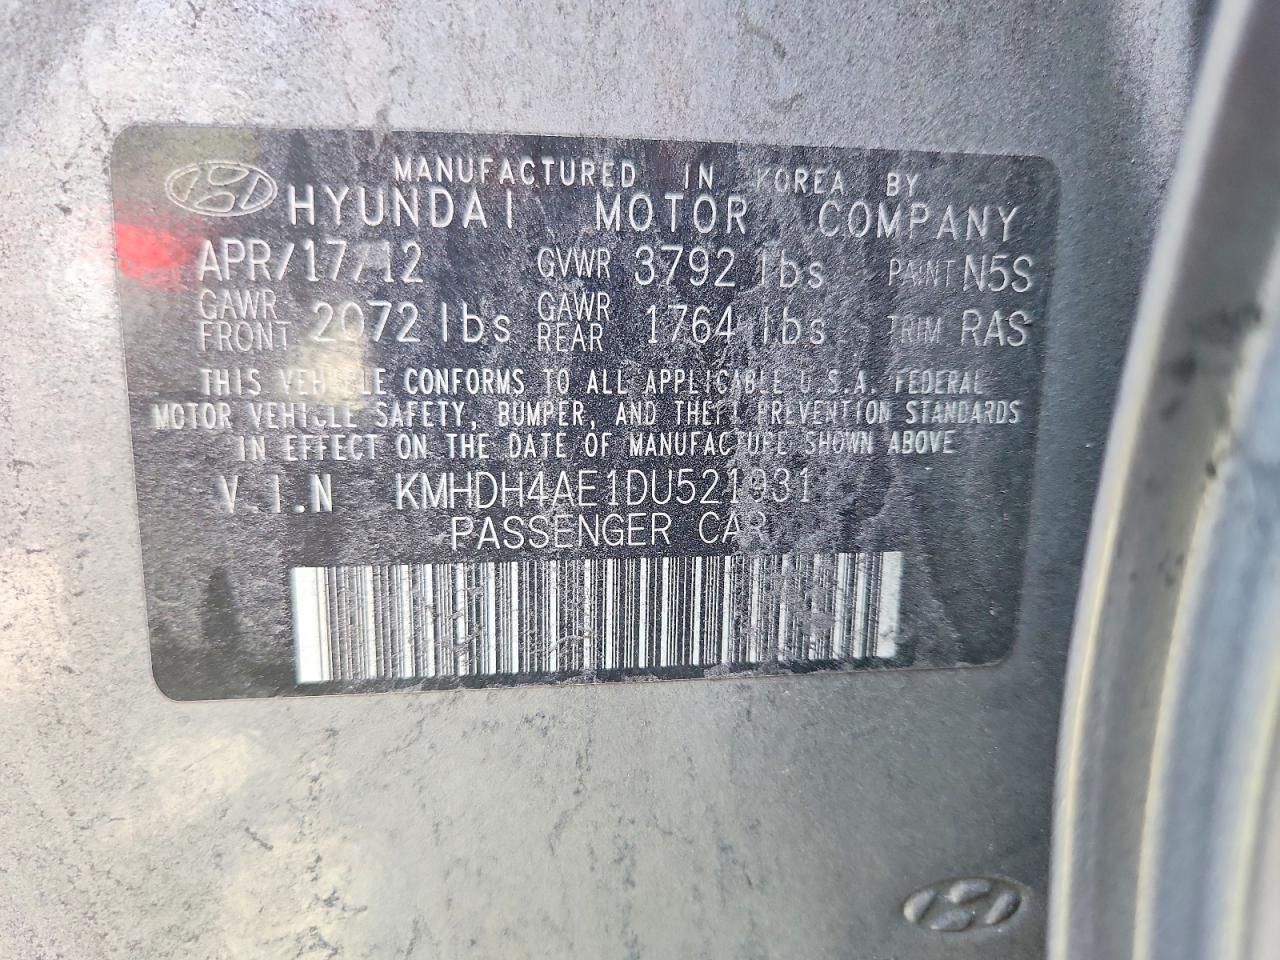 MANUFACTURED IN KOREA BY
HYUNDAI MOTOR COMPANY
APR/17/12 GVWR 3792 lbs PAINT N5S
GAWR FRONT 2072 lbs GAWR REAR 1764 lbs TRIM RAS
THIS VEHICLE CONFORMS TO ALL APPLICABLE U.S.A. FEDERAL
MOTOR VEHICLE SAFETY, BUMPER, AND THEFT PREVENTION STANDARDS
IN EFFECT ON THE DATE OF MANUFACTURE SHOWN ABOVE
V.I.N KMHDH4AE1DU521931
PASSENGER CAR